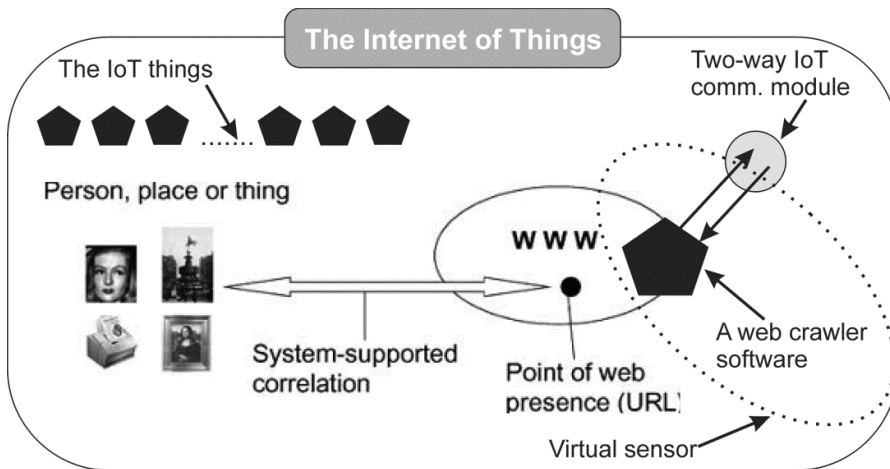 The Internet of Things
The IoT things
Two-way IoT
comm. module
Person, place or thing
W W W
System-supported
correlation
Point of web
presence (URL)
A web crawler
software
Virtual sensor